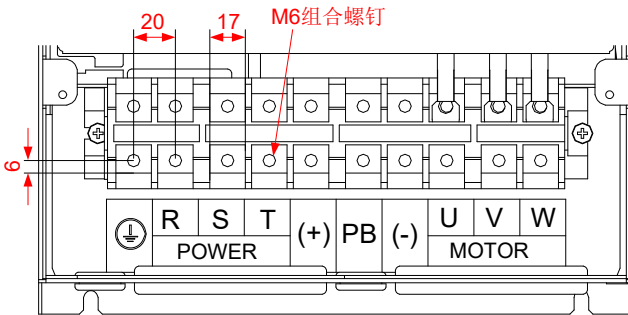 20 17 M6组合螺钉
6
R S T (+) PB (-) U V W
POWER MOTOR